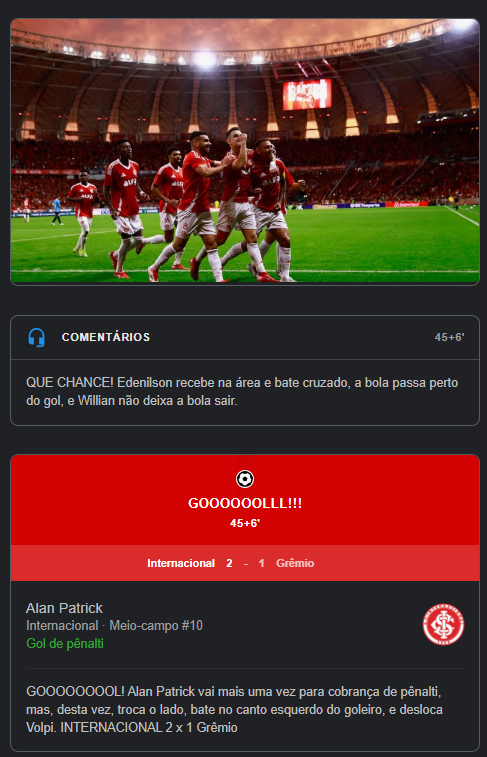 COMENTÁRIOS 45+6'
QUE CHANCE! Edenilson recebe na área e bate cruzado, a bola passa perto
do gol, e Willian não deixa a bola sair.
GOOOOOOLLL!!!
45+6'
Internacional 2 - 1 Grêmio
Alan Patrick
Internacional · Meio-campo #10
Gol de pênalti
GOOOOOOOOL! Alan Patrick vai mais uma vez para cobrança de pênalti,
mas, desta vez, troca o lado, bate no canto esquerdo do goleiro, e desloca
Volpi. INTERNACIONAL 2 x 1 Grêmio